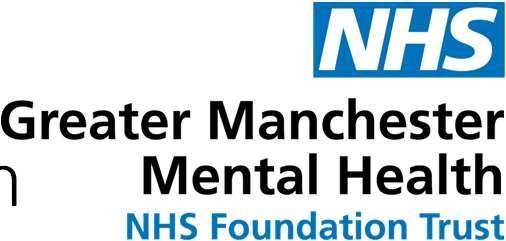 NHS
Greater Manchester
Mental Health
NHS Foundation Trust